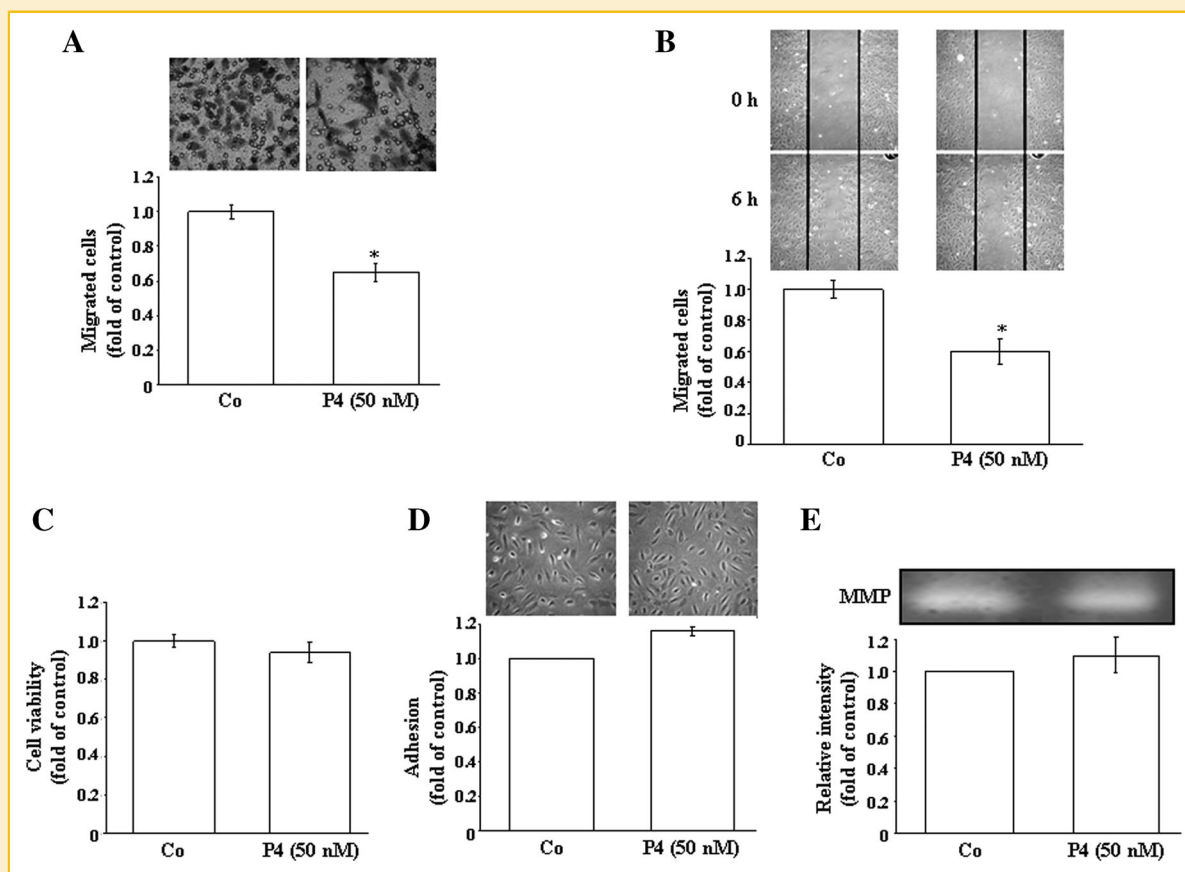 A
Migrated cells
(fold of control)
1.2
1.0
0.8
0.6
0.4
0.2
0
*
Co
P4 (50 nM)
B
0 h
6 h
Migrated cells
(fold of control)
1.2
1.0
0.8
0.6
0.4
0.2
0
*
Co
P4 (50 nM)
C
Cell viability
(fold of control)
1.2
1.0
0.8
0.6
0.4
0.2
0
Co
P4 (50 nM)
D
Adhesion
(fold of control)
1.2
1.0
0.8
0.6
0.4
0.2
0
Co
P4 (50 nM)
E
MMP
Relative intensity
(fold of control)
1.2
1.0
0.8
0.6
0.4
0.2
0
Co
P4 (50 nM)